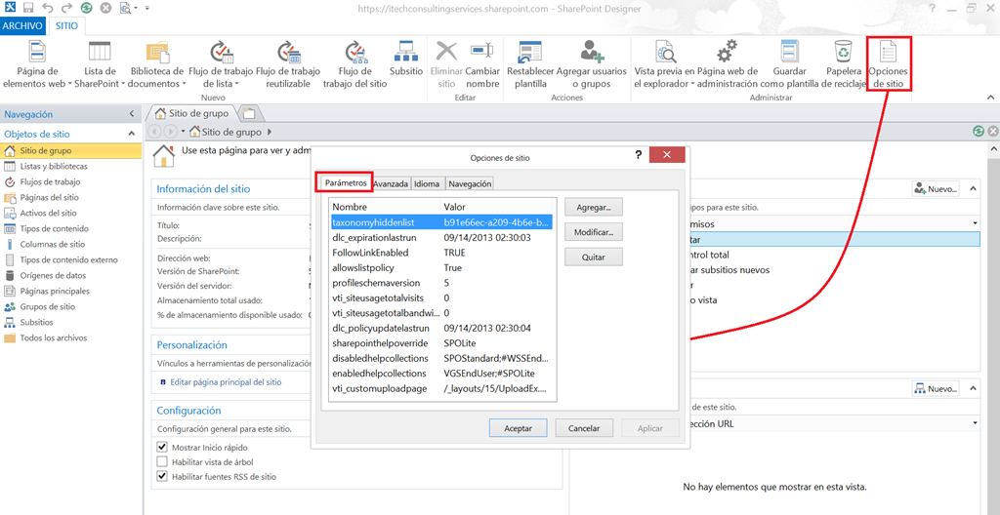 https://itechconsultingservices.sharepoint.com - SharePoint Designer
ARCHIVO SITIO
Página de elementos web
Lista de SharePoint
Biblioteca de documentos
Flujo de trabajo de lista
Flujo de trabajo reutilizable
Flujo de trabajo del sitio
Subsitio
Eliminar sitio
Cambiar nombre
Restablecer plantilla
Agregar usuarios o grupos
Vista previa en el explorador
Página web de administración
Guardar como plantilla
Papelera de reciclaje
Opciones de sitio
Nuevo
Editar
Acciones
Administrar
Navegación
Objetos de sitio
Sitio de grupo
Listas y bibliotecas
Flujos de trabajo
Páginas del sitio
Activos del sitio
Tipos de contenido
Columnas de sitio
Tipos de contenido externo
Orígenes de datos
Páginas principales
Grupos de sitio
Subsitios
Todos los archivos
Sitio de grupo
Sitio de grupo
Use esta página para ver y adm
Información del sitio
Información clave sobre este sitio.
Título:
Descripción:
Dirección web:
Versión de SharePoint:
Versión del servidor:
Almacenamiento total usado:
% de almacenamiento disponible usado:
Personalización
Vínculos a herramientas de personalización
Editar página principal del sitio
Configuración
Configuración general para este sitio.
Mostrar Inicio rápido
Habilitar vista de árbol
Habilitar fuentes RSS de sitio
Opciones de sitio
?
Parámetros Avanzada Idioma Navegación
Nombre Valor
taxonomyhiddenlist b91e66ec-a209-4b6e-b...
dlc_expirationlastrun 09/14/2013 02:30:03
FollowLinkEnabled TRUE
allowslistpolicy True
profileschemaversion 5
vti_siteusagetotalvisits 0
vti_siteusagetotalbandwi... 0
dlc_policyupdatelastrun 09/14/2013 02:30:04
sharepointhelpoverride SPOLite
disabledhelpcollections SPOStandard;#WSSEnd...
enabledhelpcollections VGSEndUser;#SPOLite
vti_customuploadpage /_layouts/15/UploadEx....
Agregar...
Modificar...
Quitar
Aceptar Cancelar Aplicar
Nuevo...
upos para este sitio.
misos
tar
ntrol total
ar subsitios nuevos
r
o vista
Nuevo...
de este sitio.
ección URL
No hay elementos que mostrar en esta vista.